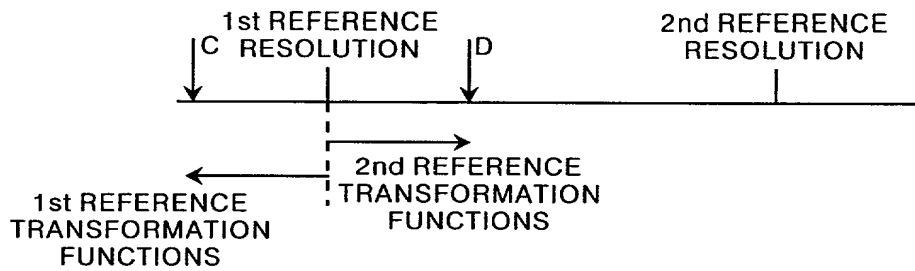 C
1st REFERENCE
RESOLUTION
D
2nd REFERENCE
RESOLUTION
1st REFERENCE
TRANSFORMATION
FUNCTIONS
2nd REFERENCE
TRANSFORMATION
FUNCTIONS